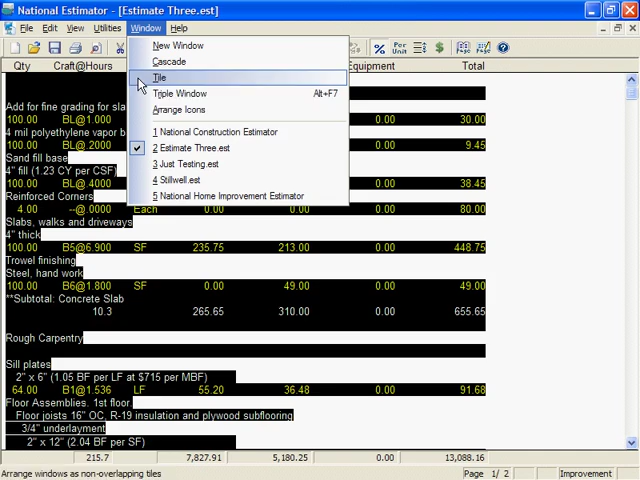 National Estimator - [Estimate Three.est]
File Edit View Utilities Window Help
% Per Unit
New Window
Cascade
Tile
Triple Window Alt+F7
Arrange Icons
1 National Construction Estimator
2 Estimate Three.est
3 Just Testing.est
4 Stillwell.est
5 National Home Improvement Estimator
Qty Craft@Hours Equipment Total
Add for fine grading for sla
100.00 BL@1.000 0.00 30.00
4 mil polyethylene vapor b
100.00 BL@.2000 0.00 9.45
Sand fill base
4" fill (1.23 CY per CSF)
100.00 BL@.4000 0.00 38.45
Reinforced Corners
4.00 --@.0000 Each 0.00 0.00 0.00 80.00
Slabs, walks and driveways
4" thick
100.00 B5@6.900 SF 235.75 213.00 0.00 448.75
Trowel finishing
Steel, hand work
100.00 B6@1.800 SF 0.00 49.00 0.00 49.00
**Subtotal: Concrete Slab
10.3 265.65 310.00 0.00 655.65
Rough Carpentry
Sill plates
2" x 6" (1.05 BF per LF at $715 per MBF)
64.00 B1@1.536 LF 55.20 36.48 0.00 91.68
Floor Assemblies. 1st floor.
Floor joists 16" OC, R-19 insulation and plywood subflooring
3/4" underlayment
2" x 12" (2.04 BF per SF)
215.7 7,827.91 5,180.25 0.00 13,088.16
Arrange windows as non-overlapping tiles Page 1/ 2 Improvement